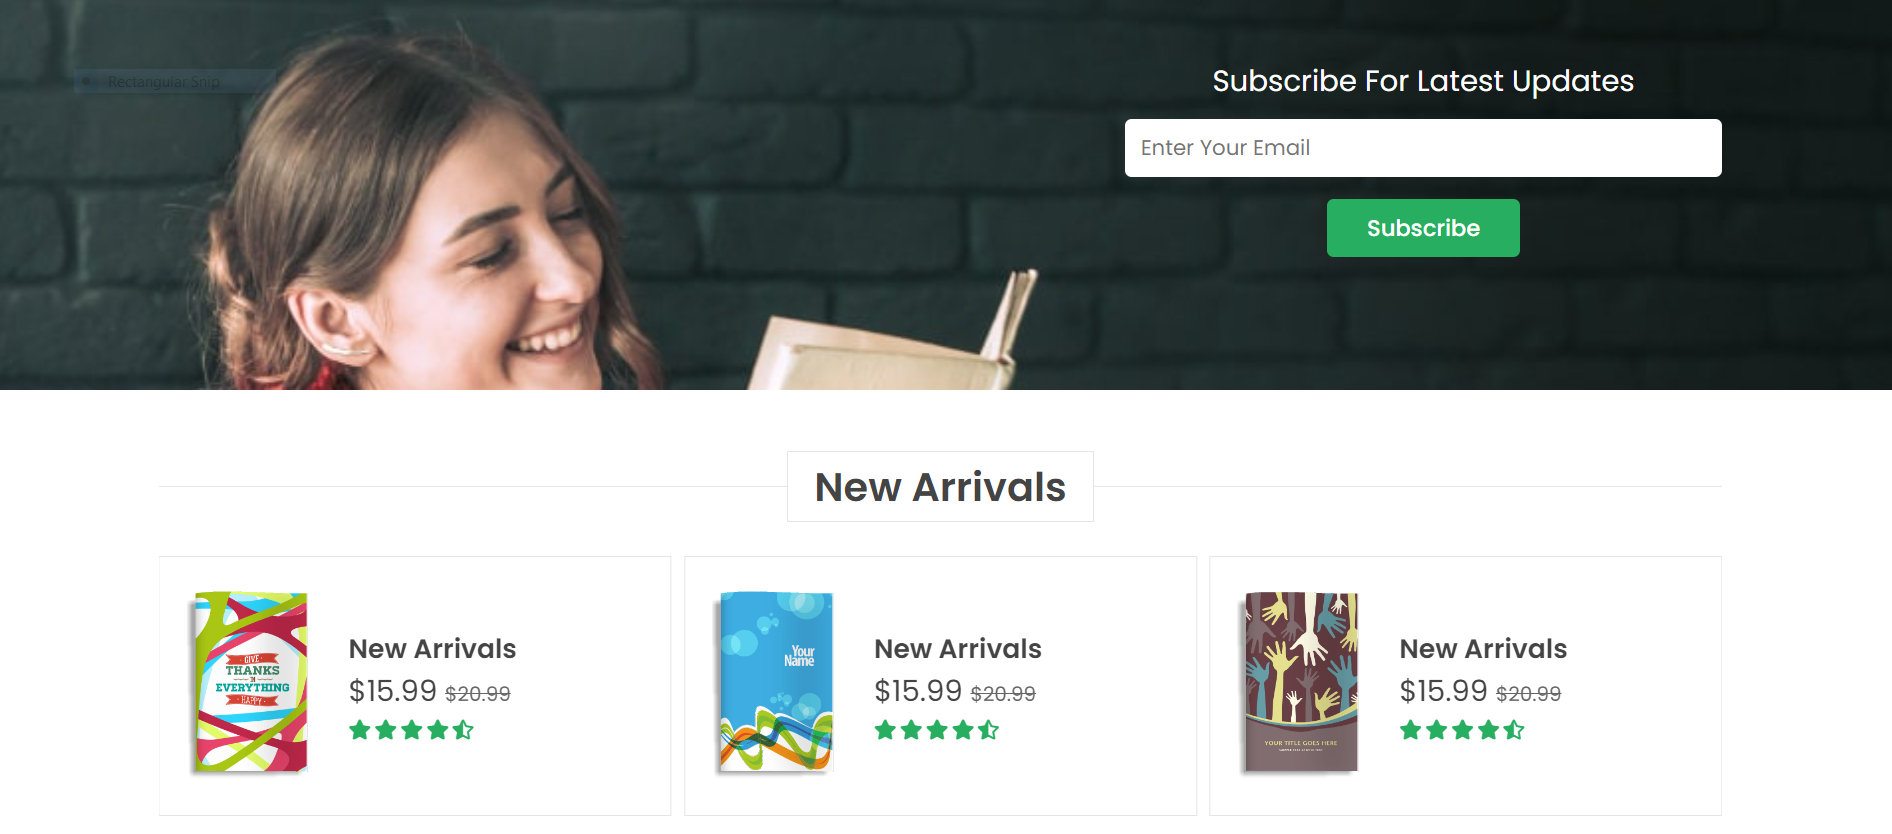 Rectangular Snip
Subscribe For Latest Updates
Enter Your Email
Subscribe
New Arrivals
GIVE
THANKS
IN
EVERYTHING
HAPPY
New Arrivals
$15.99 $20.99
Your
Name
New Arrivals
$15.99 $20.99
YOUR TITLE GOES HERE
New Arrivals
$15.99 $20.99